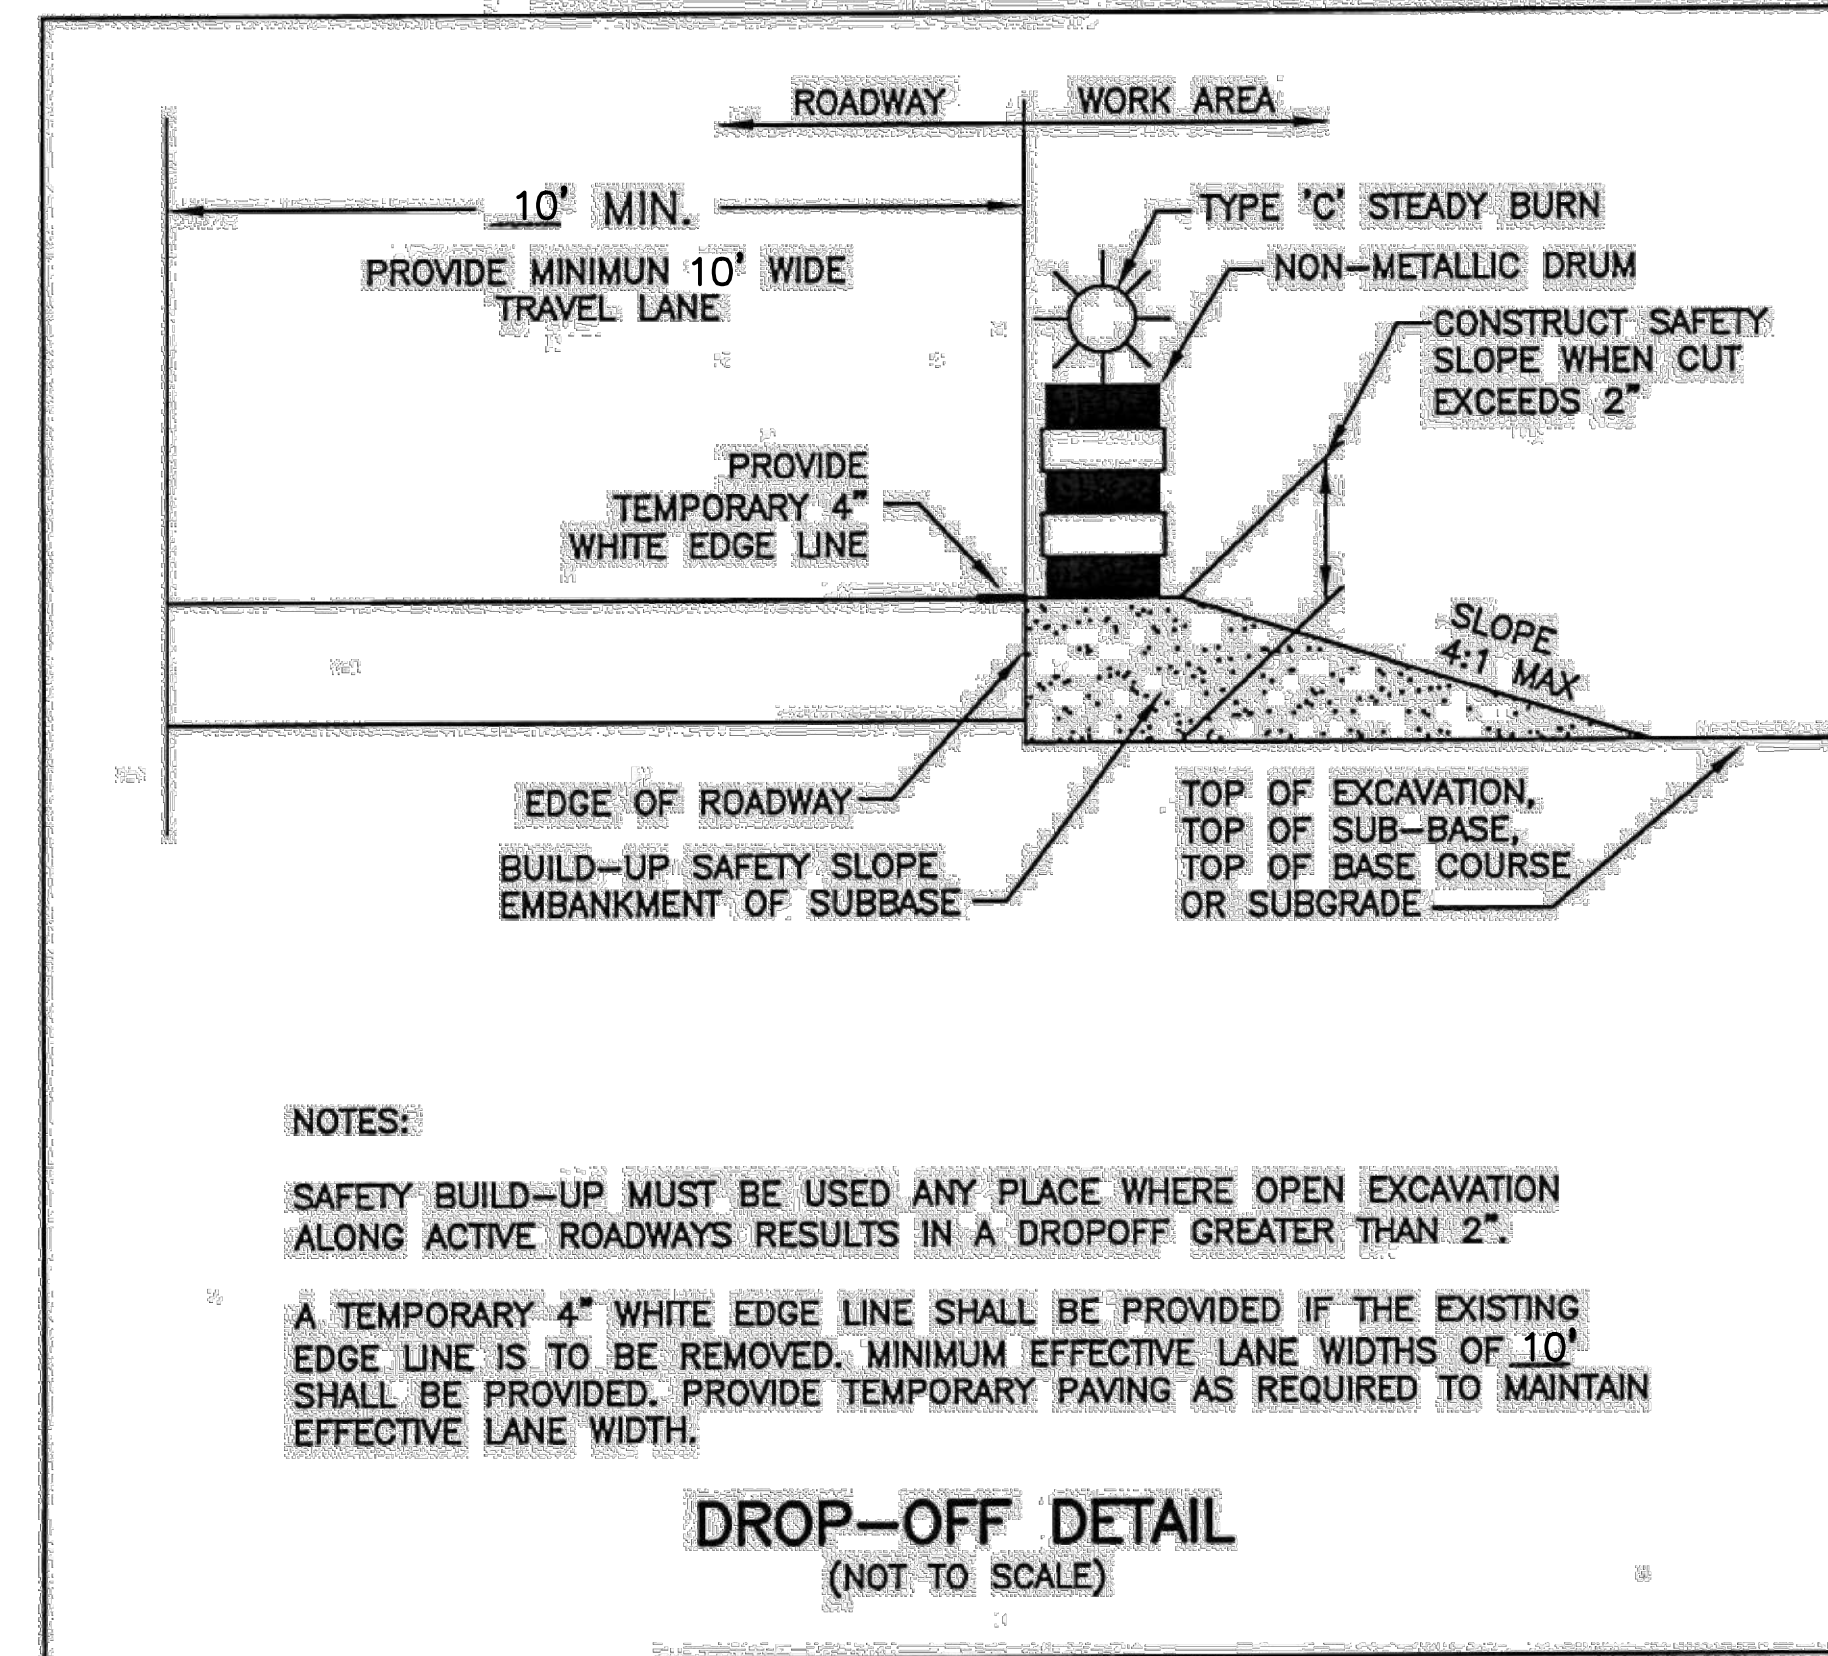 ROADWAY WORK AREA
10' MIN.
PROVIDE MINIMUN 10' WIDE
TRAVEL LANE
TYPE 'C' STEADY BURN
NON-METALLIC DRUM
CONSTRUCT SAFETY
SLOPE WHEN CUT
EXCEEDS 2"
PROVIDE
TEMPORARY 4"
WHITE EDGE LINE
SLOPE
4:1 MAX
EDGE OF ROADWAY
BUILD-UP SAFETY SLOPE
EMBANKMENT OF SUBBASE
TOP OF EXCAVATION,
TOP OF SUB-BASE,
TOP OF BASE COURSE
OR SUBGRADE
NOTES:
SAFETY BUILD-UP MUST BE USED ANY PLACE WHERE OPEN EXCAVATION
ALONG ACTIVE ROADWAYS RESULTS IN A DROPOFF GREATER THAN 2".
A TEMPORARY 4" WHITE EDGE LINE SHALL BE PROVIDED IF THE EXISTING
EDGE LINE IS TO BE REMOVED. MINIMUM EFFECTIVE LANE WIDTHS OF 10'
SHALL BE PROVIDED. PROVIDE TEMPORARY PAVING AS REQUIRED TO MAINTAIN
EFFECTIVE LANE WIDTH.
DROP-OFF DETAIL
(NOT TO SCALE)